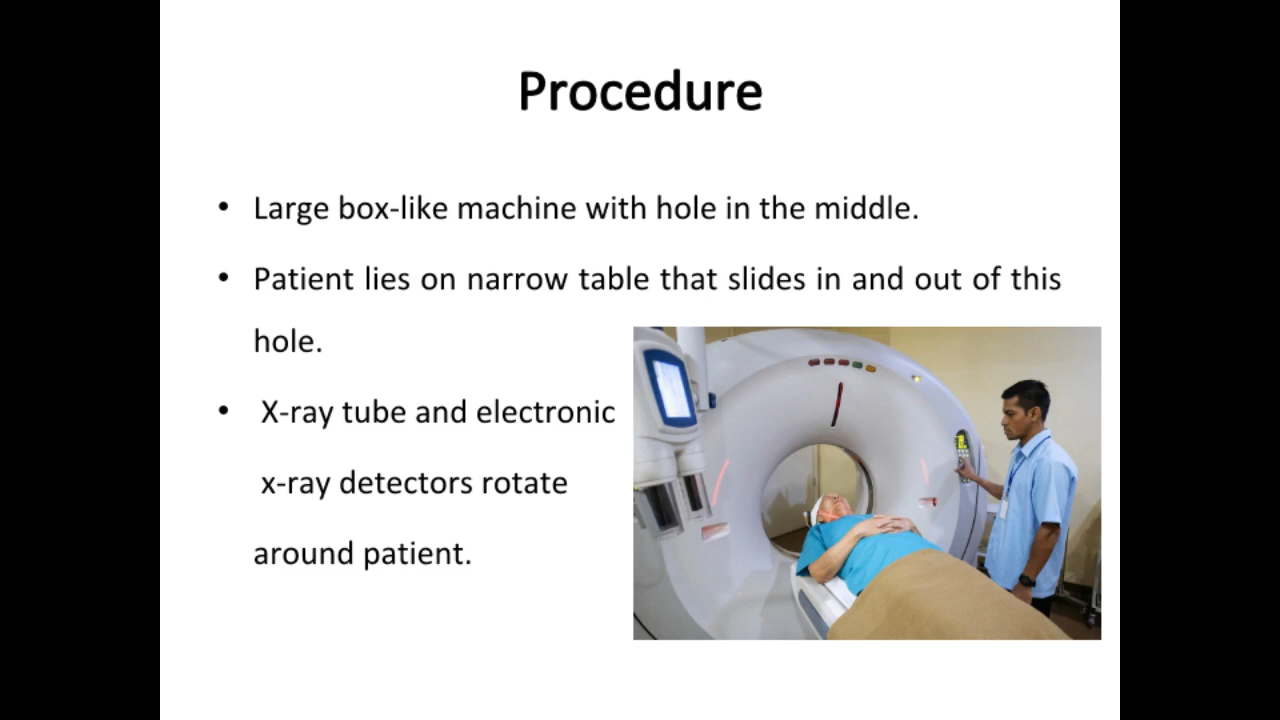 Procedure
• Large box-like machine with hole in the middle.
• Patient lies on narrow table that slides in and out of this
hole.
• X-ray tube and electronic
x-ray detectors rotate
around patient.